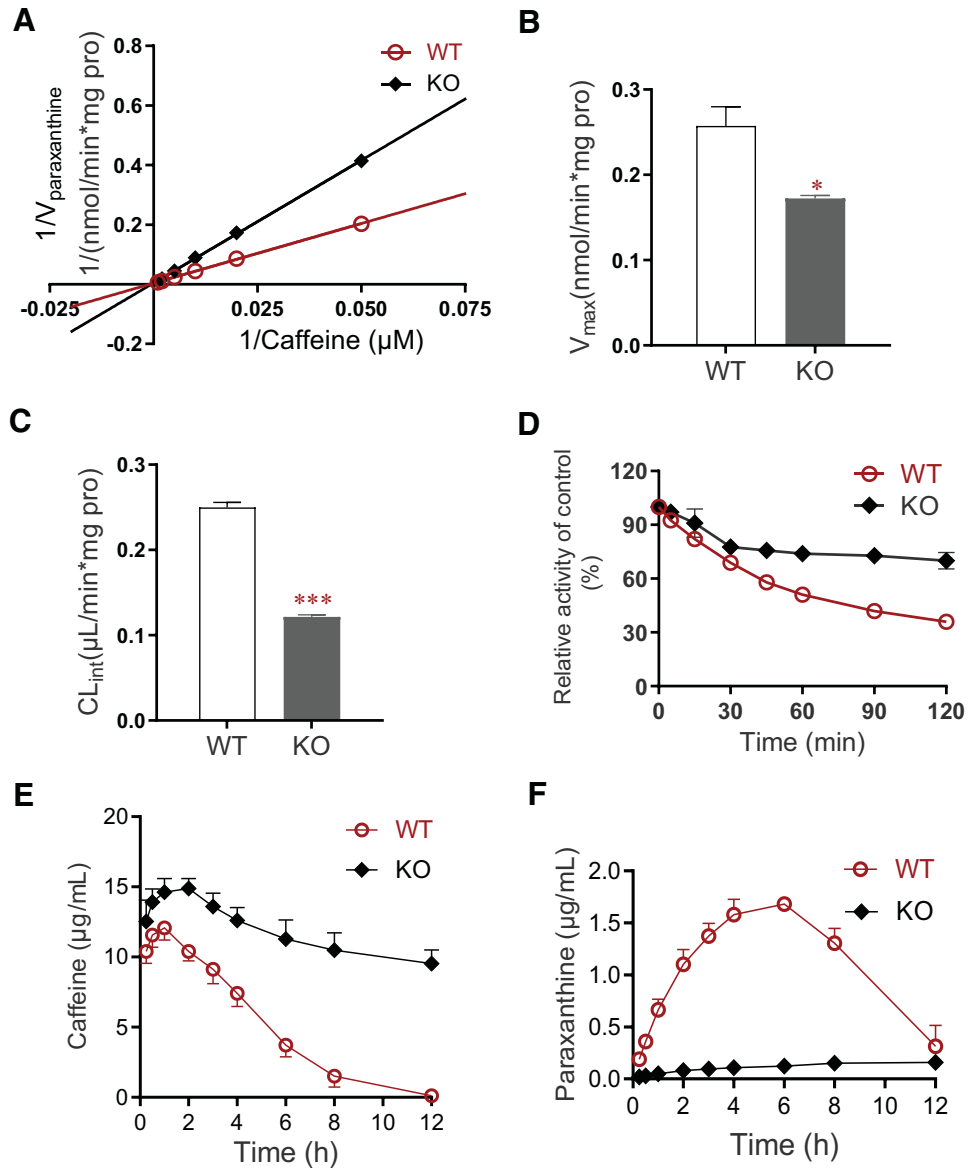 A
1/V paraxanthine
1/(nmol/min*mg pro)
0.8
0.6
0.4
0.2
-0.2
-0.025
0.025
0.050
0.075
1/Caffeine (µM)
WT
KO
B
Vmax(nmol/min*mg pro)
0.3
0.2
0.1
0.0
*
WT
KO
C
CLint(µL/min*mg pro)
0.3
0.2
0.1
0.0
***
WT
KO
D
Relative activity of control
(%)
120
90
60
30
0
0
30
60
90
120
Time (min)
WT
KO
E
Caffeine (µg/mL)
20
15
10
5
0
0
2
4
6
8
10
12
Time (h)
WT
KO
F
Paraxanthine (µg/mL)
2.0
1.5
1.0
0.5
0.0
0
2
4
6
8
10
12
Time (h)
WT
KO